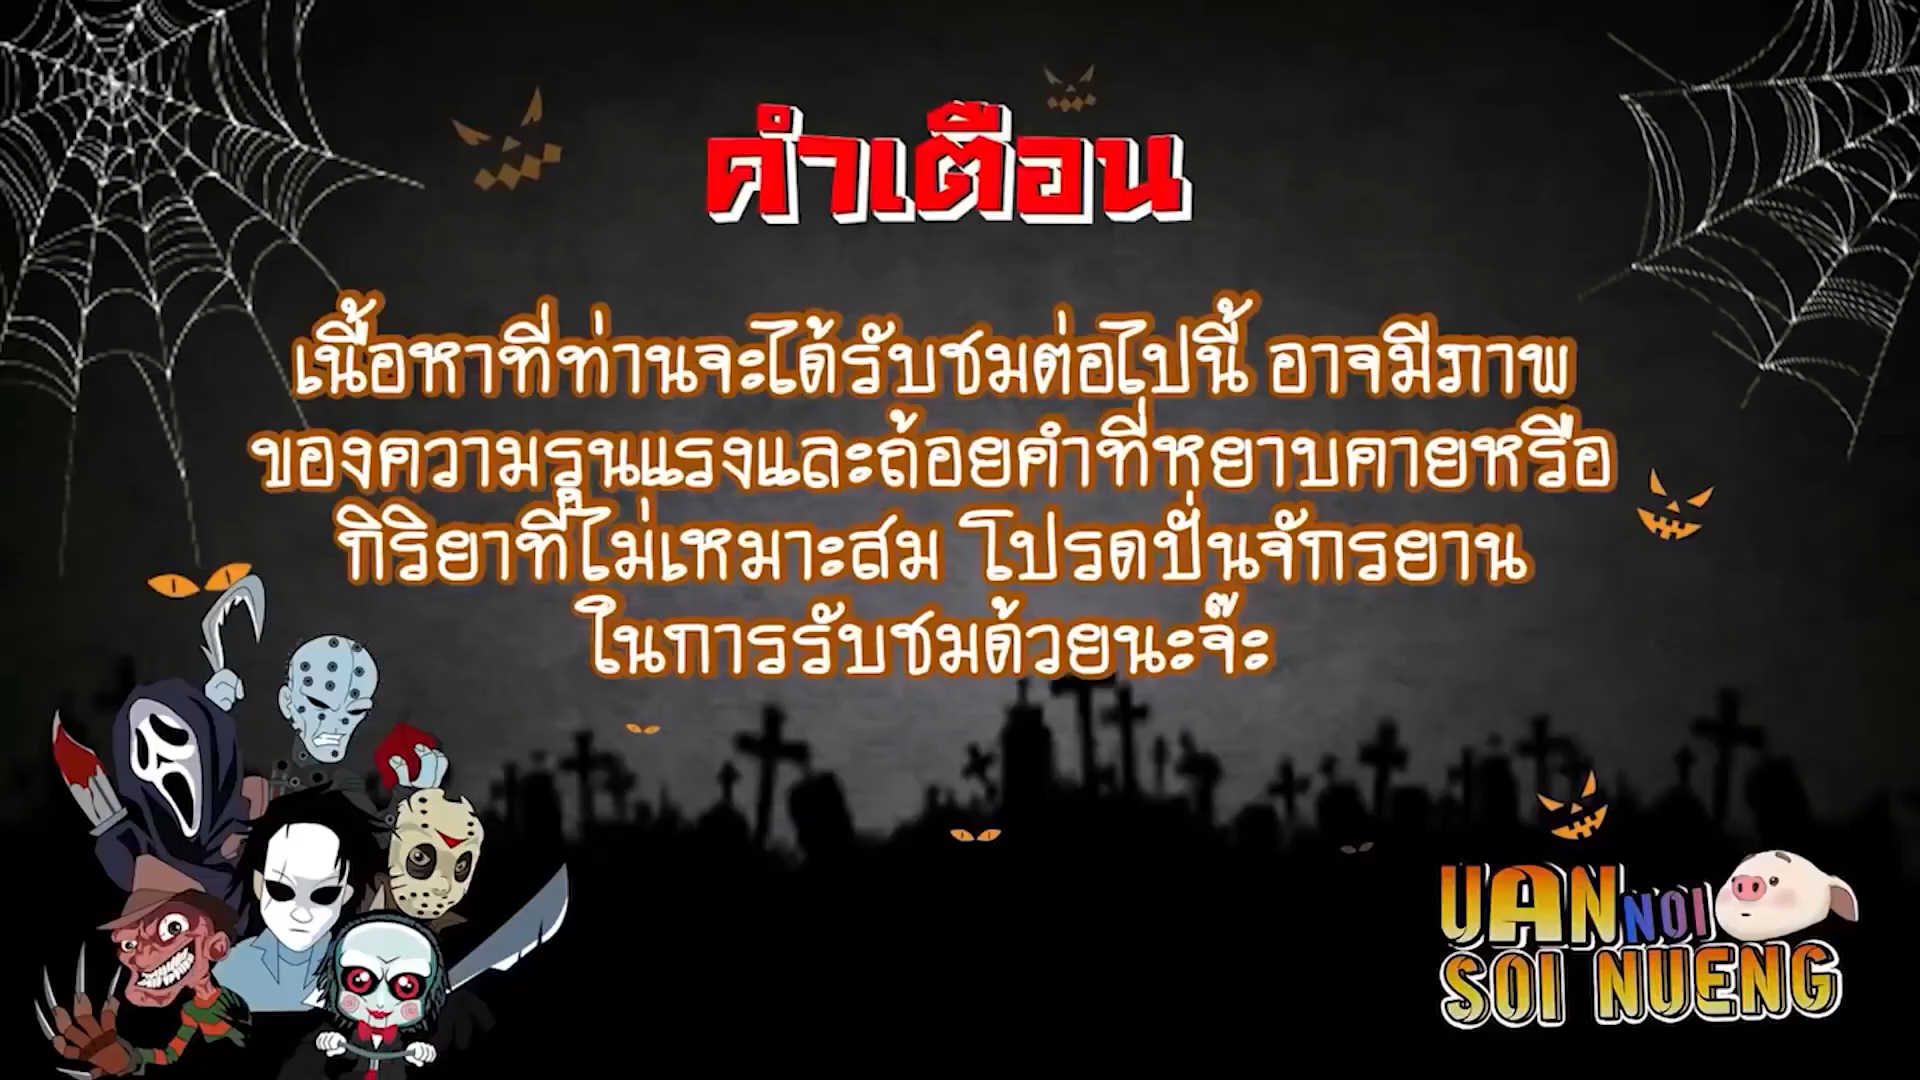 คำเตือน
เนื้อหาที่ท่านจะได้รับชมต่อไปนี้ อาจมีภาพ
ของความรุนแรงและถ้อยคำที่หยาบคายหรือ
กิริยาที่ไม่เหมาะสม โปรดปั่นจักรยาน
ในการรับชมด้วยนะจ๊ะ
UAN NOI
SOI NUENG